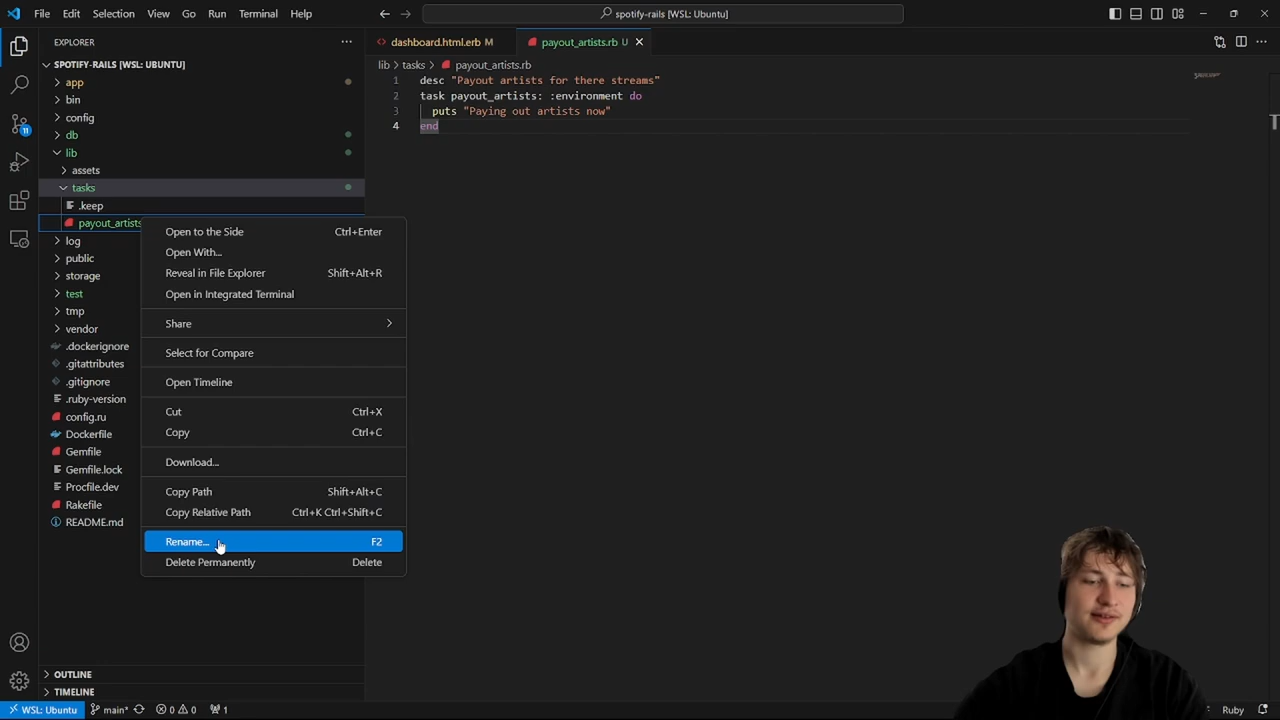 File Edit Selection View Go Run Terminal Help
spotify-rails [WSL: Ubuntu]
EXPLORER
dashboard.html.erb M
payout_artists.rb U
SPOTIFY-RAILS [WSL: UBUNTU]
lib > tasks > payout_artists.rb
app
bin
config
db
lib
assets
tasks
.keep
payout_artists
log
public
storage
test
tmp
vendor
.dockerignore
.gitattributes
.gitignore
.ruby-version
config.ru
Dockerfile
Gemfile
Gemfile.lock
Procfile.dev
Rakefile
README.md
1 desc "Payout artists for there streams"
2 task payout_artists: :environment do
3 puts "Paying out artists now"
4 end
Open to the Side Ctrl+Enter
Open With...
Reveal in File Explorer Shift+Alt+R
Open in Integrated Terminal
Share
Select for Compare
Open Timeline
Cut Ctrl+X
Copy Ctrl+C
Download...
Copy Path Shift+Alt+C
Copy Relative Path Ctrl+K Ctrl+Shift+C
Rename... F2
Delete Permanently Delete
11
OUTLINE
TIMELINE
WSL: Ubuntu main* 0 0 1 Ruby